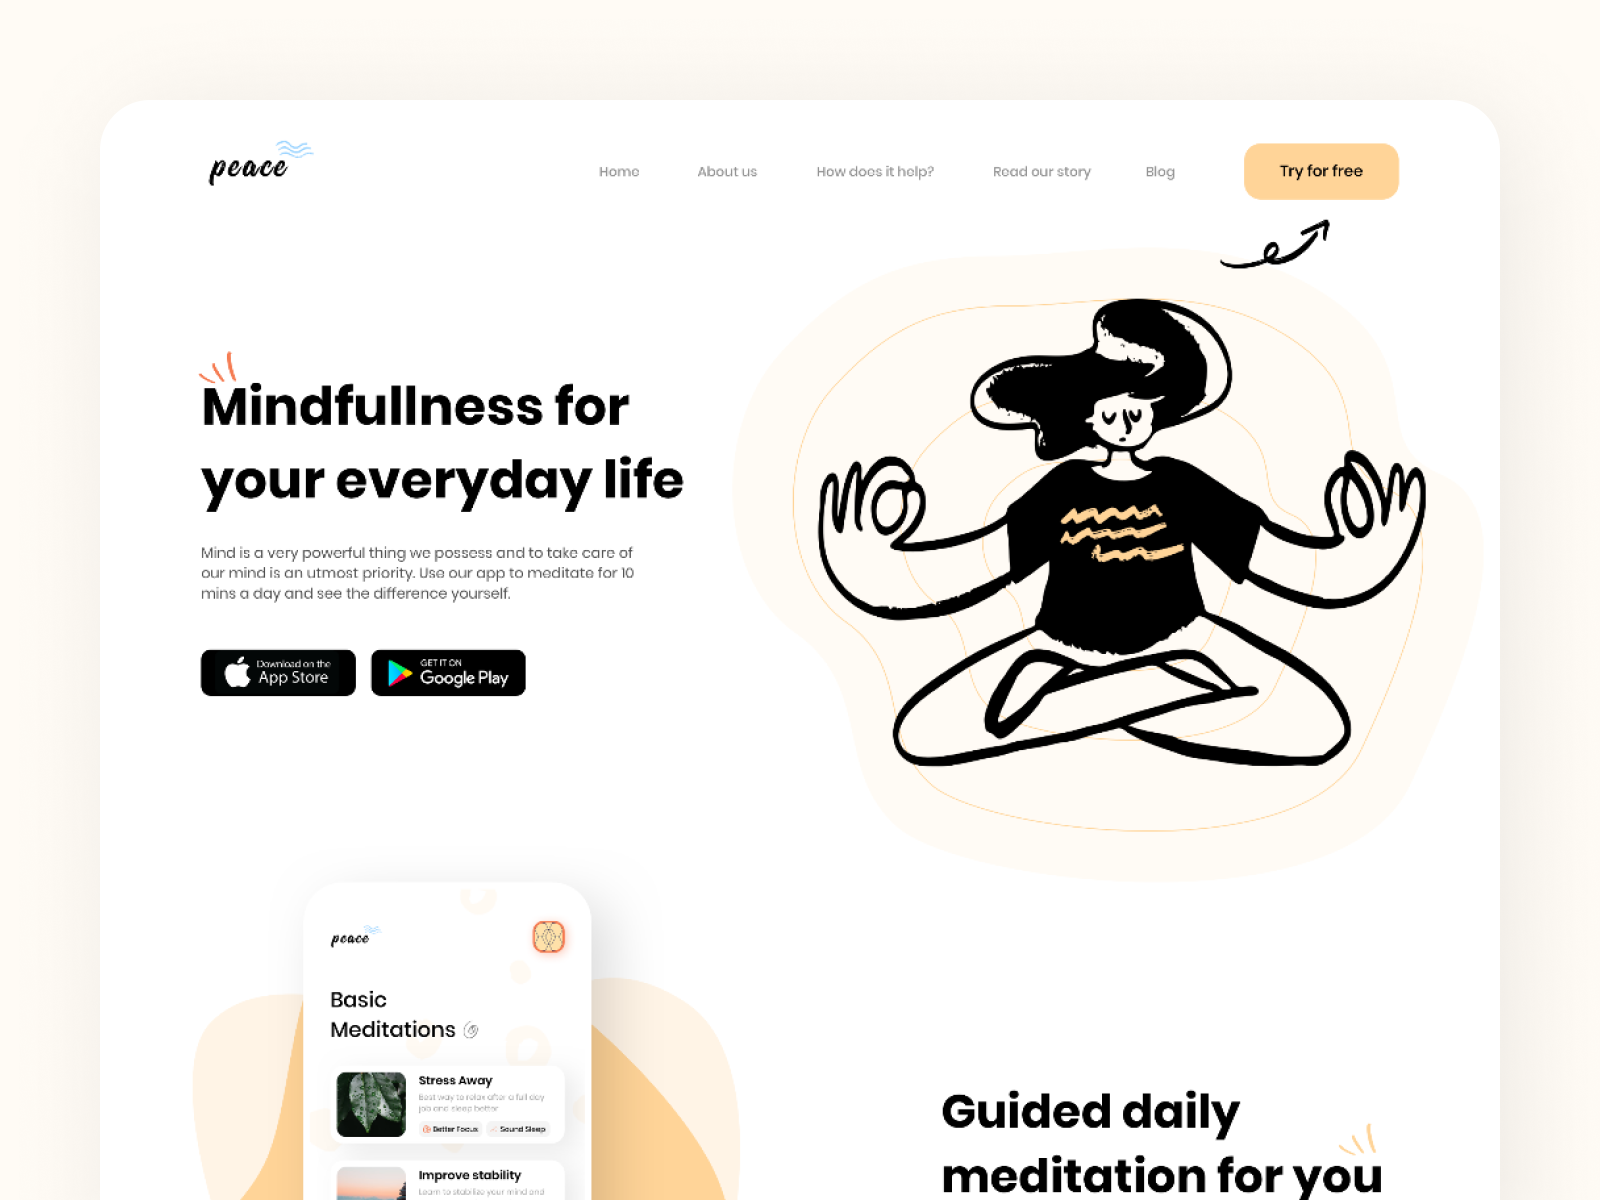 peace
Home
About us
How does it help?
Read our story
Blog
Try for free
Mindfullness for
your everyday life
Mind is a very powerful thing we possess and to take care of
our mind is an utmost priority. Use our app to meditate for 10
mins a day and see the difference yourself.
Download on the
App Store
GET IT ON
Google Play
peace
Basic
Meditations
Stress Away
Best way to relax after a full day
job and sleep better
Better Focus
Sound Sleep
Improve stability
Learn to stabilize your mind and
Guided daily
meditation for you